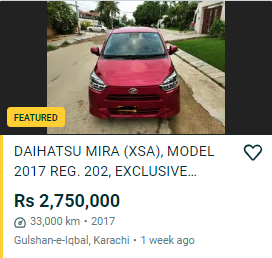 FEATURED
DAIHATSU MIRA (XSA), MODEL
2017 REG. 202, EXCLUSIVE...
Rs 2,750,000
33,000 km • 2017
Gulshan-e-Iqbal, Karachi • 1 week ago